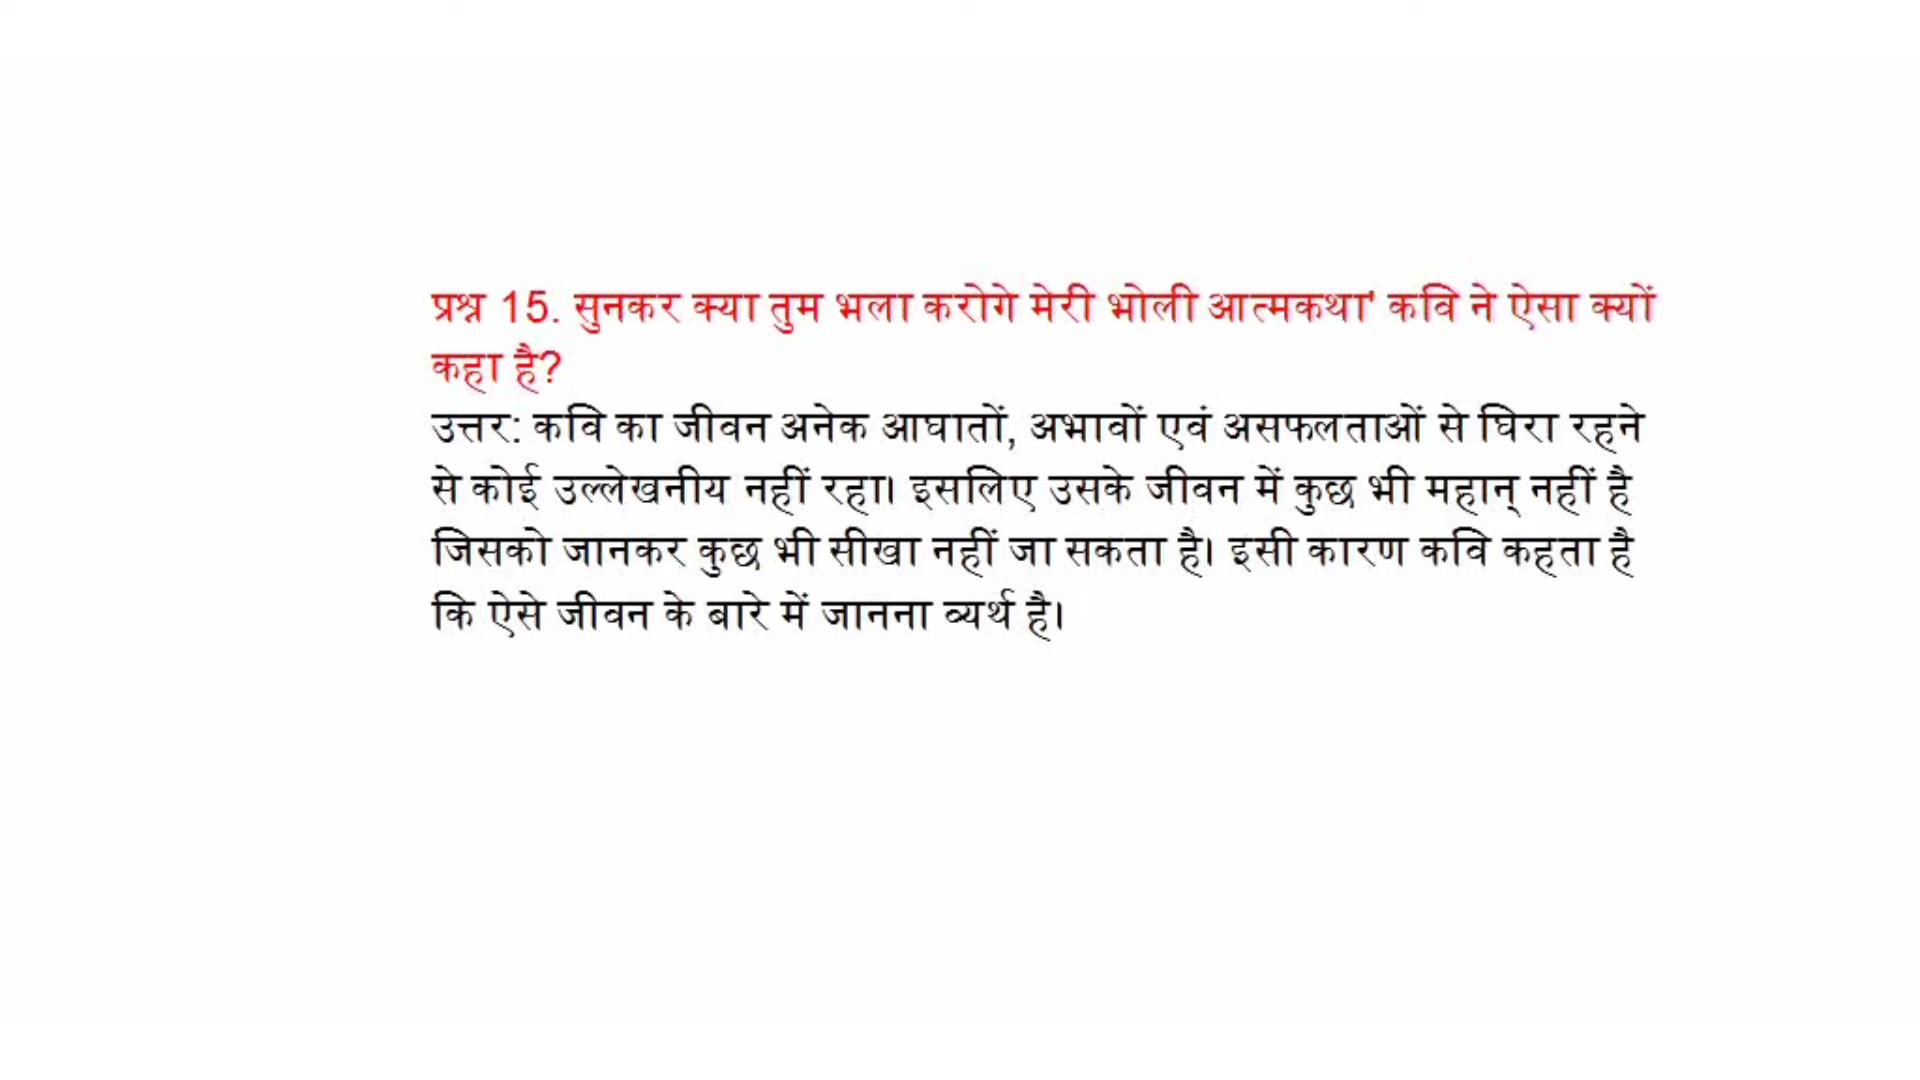 प्रश्न 15. सुनकर क्या तुम भला करोगे मेरी भोली आत्मकथा' कवि ने ऐसा क्यों
कहा है?
उत्तर: कवि का जीवन अनेक आघातों, अभावों एवं असफलताओं से घिरा रहने
से कोई उल्लेखनीय नहीं रहा। इसलिए उसके जीवन में कुछ भी महान् नहीं है
जिसको जानकर कुछ भी सीखा नहीं जा सकता है। इसी कारण कवि कहता है
कि ऐसे जीवन के बारे में जानना व्यर्थ है।